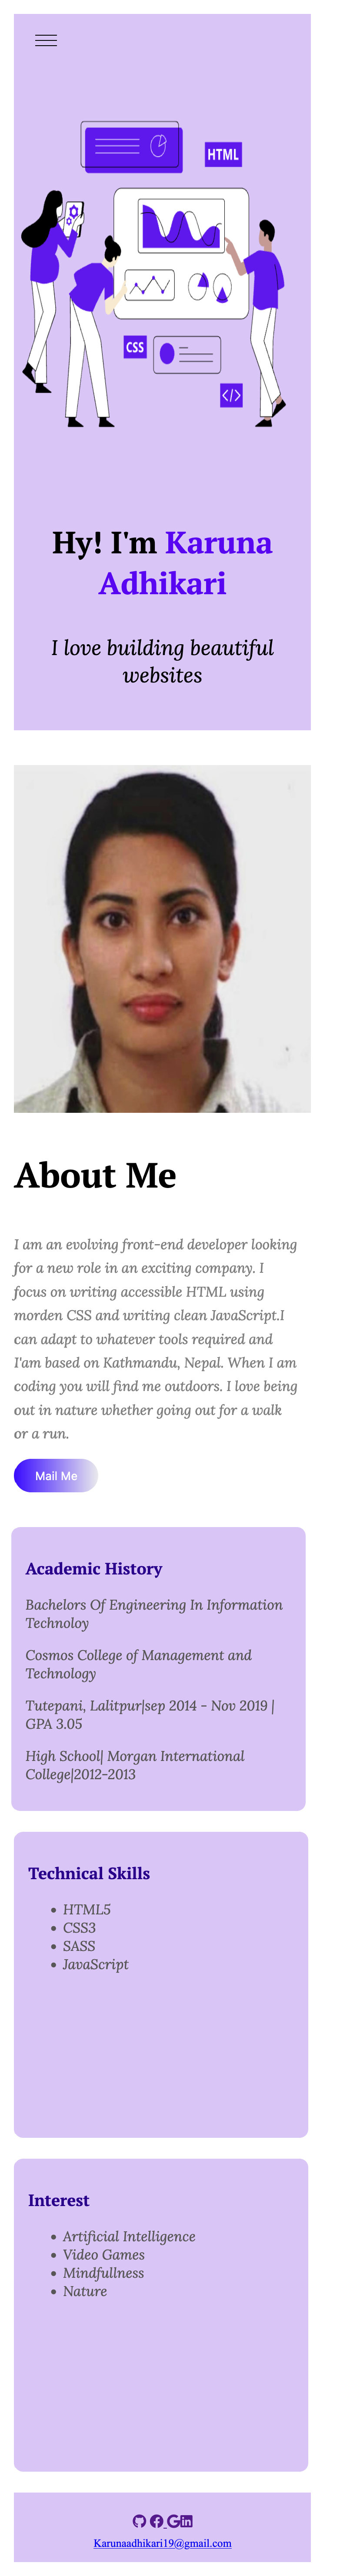 HTML
CSS
</>
Hy! I'm Karuna
Adhikari
I love building beautiful
websites
About Me
I am an evolving front-end developer looking
for a new role in an exciting company. I
focus on writing accessible HTML using
morden CSS and writing clean JavaScript.I
can adapt to whatever tools required and
I'am based on Kathmandu, Nepal. When I am
coding you will find me outdoors. I love being
out in nature whether going out for a walk
or a run.
Mail Me
Academic History
Bachelors Of Engineering In Information
Technoloy
Cosmos College of Management and
Technology
Tutepani, Lalitpur|sep 2014 - Nov 2019 |
GPA 3.05
High School| Morgan International
College|2012-2013
Technical Skills
• HTML5
• CSS3
• SASS
• JavaScript
Interest
• Artificial Intelligence
• Video Games
• Mindfullness
• Nature
Karunaadhikari19@gmail.com